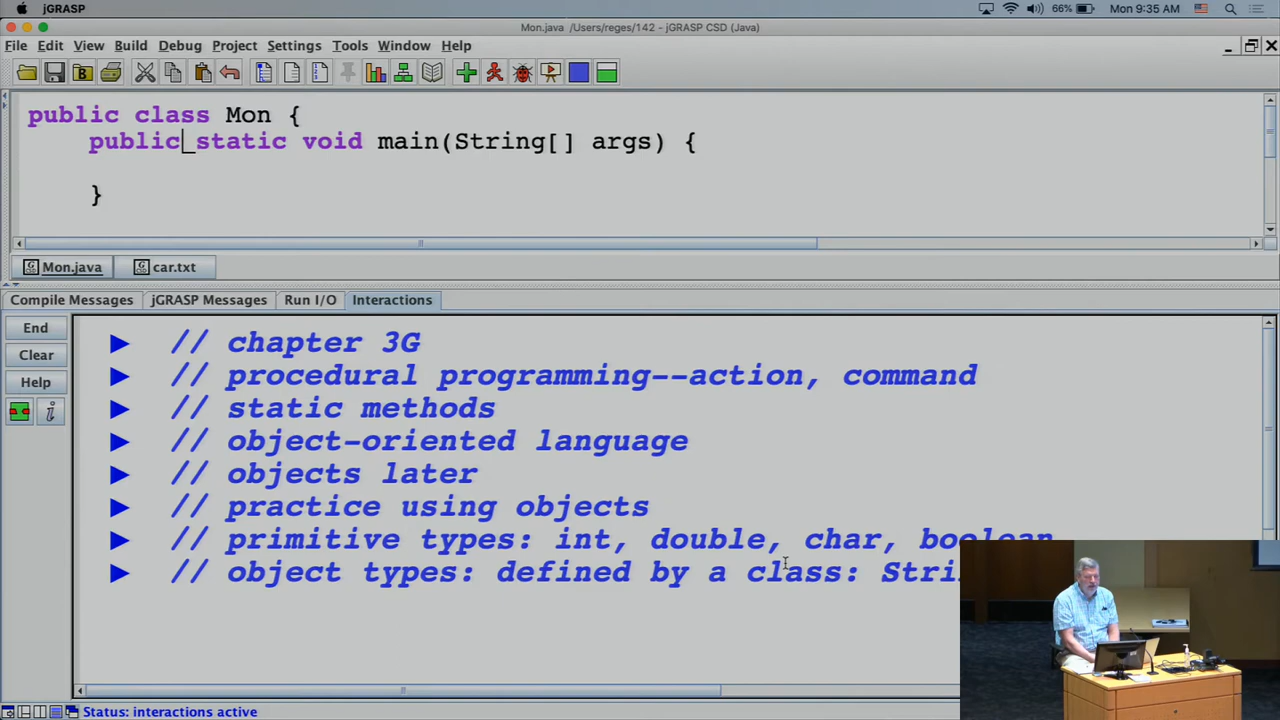 jGRASP
66%
Mon 9:35 AM
Mon.java /Users/reges/142 - jGRASP CSD (Java)
File Edit View Build Debug Project Settings Tools Window Help
public class Mon {
public static void main(String[] args) {
}
Mon.java car.txt
Compile Messages jGRASP Messages Run I/O Interactions
End
Clear
Help
// chapter 3G
// procedural programming--action, command
// static methods
// object-oriented language
// objects later
// practice using objects
// primitive types: int, double, char, boolean
// object types: defined by a class:
Status: interactions active